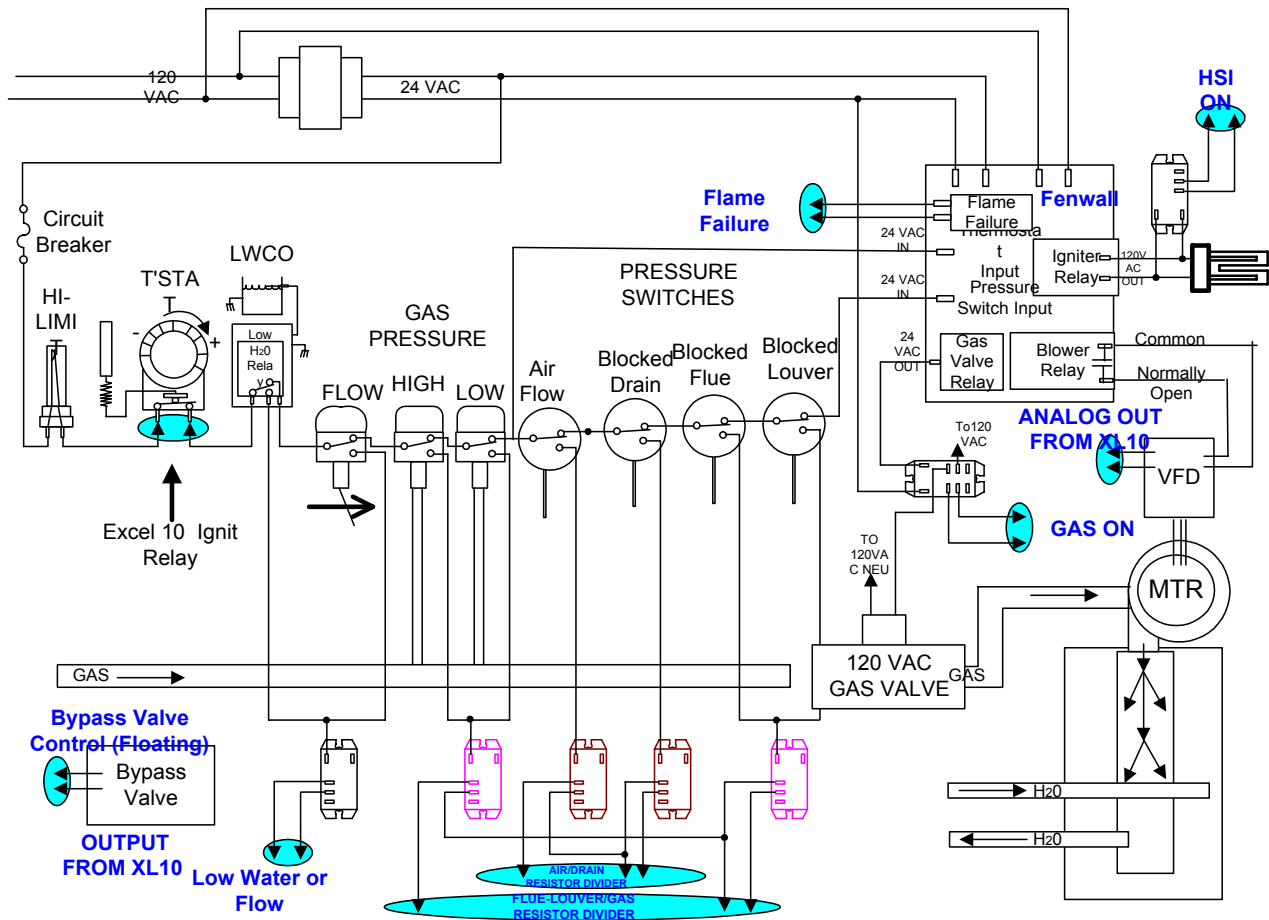 120
VAC
24 VAC
HSI
ON
Circuit
Breaker
HI-
LIMI
T'STA
T
-
+
LWCO
Low
H20
Rela
y
Flame
Failure
Fenwall
Flame
Failure
24 VAC
IN
Thermosta
t
Input
24 VAC
IN
Pressure
Switch Input
Igniter
Relay
120V
AC
OUT
PRESSURE
SWITCHES
GAS
PRESSURE
FLOW
HIGH
LOW
Air
Flow
Blocked
Drain
Blocked
Flue
Blocked
Louver
24
VAC
OUT
Gas
Valve
Relay
Blower
Relay
Common
Normally
Open
ANALOG OUT
FROM XL10
To120
VAC
VFD
GAS ON
Excel 10 Ignit
Relay
TO
120VA
C NEU
MTR
GAS
120 VAC
GAS VALVE
GAS
Bypass Valve
Control (Floating)
Bypass
Valve
OUTPUT
FROM XL10
Low Water or
Flow
AIR/DRAIN
RESISTOR DIVIDER
FLUE-LOUVER/GAS
RESISTOR DIVIDER
H20
H20